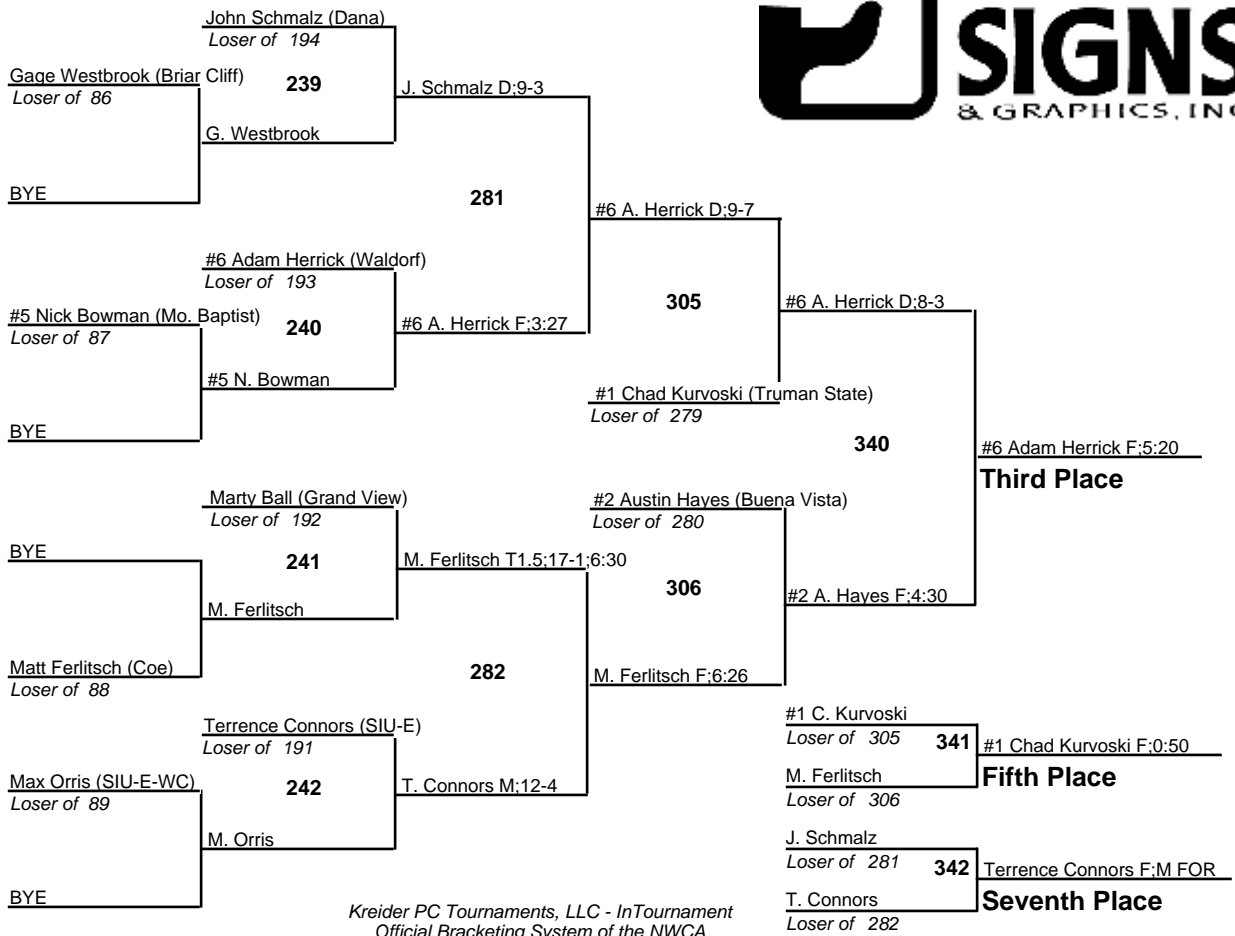 SIGNS
& GRAPHICS, INC
John Schmalz (Dana)
Loser of 194
Gage Westbrook (Briar Cliff)
Loser of 86
239
J. Schmalz D;9-3
G. Westbrook
BYE
281
#6 A. Herrick D;9-7
#6 Adam Herrick (Waldorf)
Loser of 193
#5 Nick Bowman (Mo. Baptist)
Loser of 87
240
#6 A. Herrick F;3:27
305
#6 A. Herrick D;8-3
#5 N. Bowman
#1 Chad Kurvoski (Truman State)
Loser of 279
BYE
340
#6 Adam Herrick F;5:20
Third Place
Marty Ball (Grand View)
Loser of 192
#2 Austin Hayes (Buena Vista)
Loser of 280
BYE
241
M. Ferlitsch T1.5;17-1;6:30
306
#2 A. Hayes F;4:30
M. Ferlitsch
Matt Ferlitsch (Coe)
Loser of 88
282
M. Ferlitsch F;6:26
Terrence Connors (SIU-E)
Loser of 191
#1 C. Kurvoski
Loser of 305
341
#1 Chad Kurvoski F;0:50
Fifth Place
Max Orris (SIU-E-WC)
Loser of 89
242
T. Connors M;12-4
M. Ferlitsch
Loser of 306
M. Orris
J. Schmalz
Loser of 281
342
Terrence Connors F;M FOR
Seventh Place
BYE
T. Connors
Loser of 282
Kreider PC Tournaments, LLC - InTournament
Official Bracketing System of the NWCA